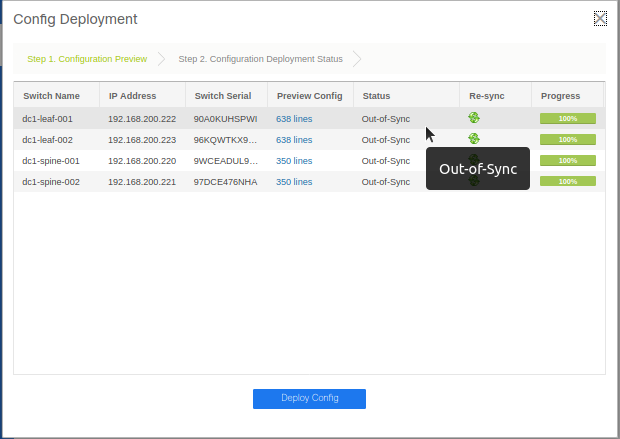 Config Deployment
Step 1. Configuration Preview Step 2. Configuration Deployment Status
Switch Name IP Address Switch Serial Preview Config Status Re-sync Progress
dc1-leaf-001 192.168.200.222 90A0KUHSPWI 638 lines Out-of-Sync 100%
dc1-leaf-002 192.168.200.223 96KQWTKX9... 638 lines Out-of-Sync 100%
dc1-spine-001 192.168.200.220 9WCEADUL9... 350 lines Out-of-Sync 100%
dc1-spine-002 192.168.200.221 97DCE476NHA 350 lines Out-of-Sync 100%
Out-of-Sync
Deploy Config